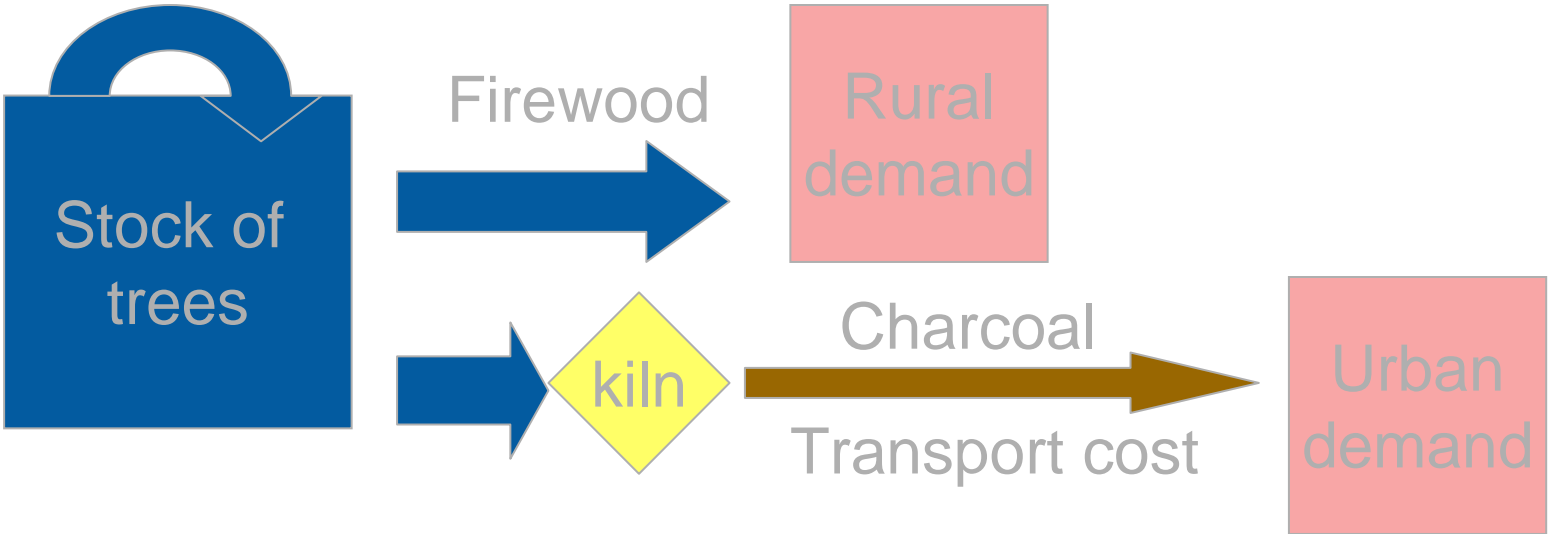 Stock of
trees
Firewood
Rural
demand
kiln
Charcoal
Transport cost
Urban
demand